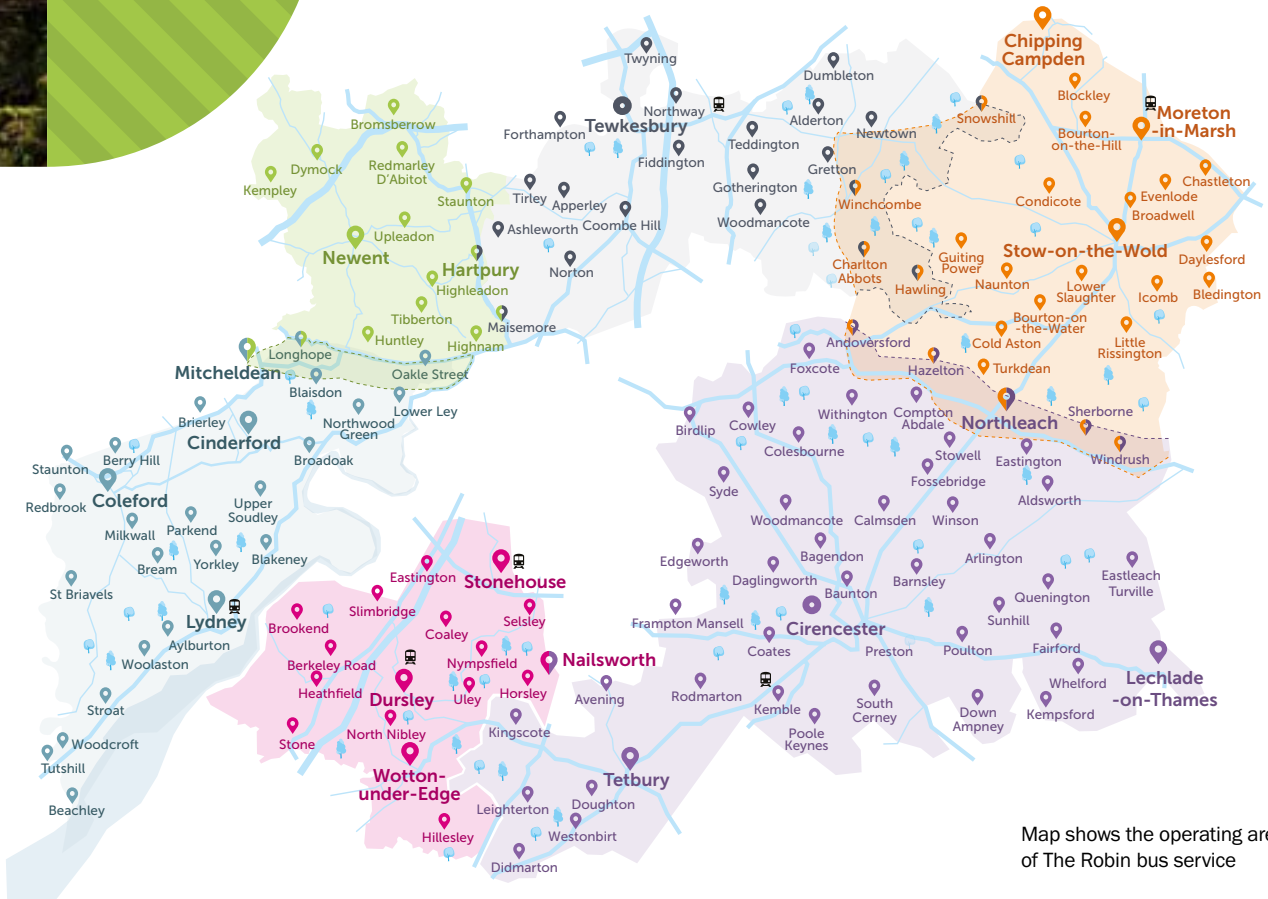 Chipping
Campden
Twyning
Dumbleton
Blockley
Northway
Snowshill
Moreton
-in-Marsh
Bromsberrow
Forthampton
Tewkesbury
Alderton
Newtown
Bourton-
on-the-Hill
Teddington
Redmarley
D'Abitot
Dymock
Fiddington
Gretton
Chastleton
Kempley
Staunton
Tirley
Apperley
Gotherington
Winchcombe
Condicote
Evenlode
Broadwell
Upleadon
Ashleworth
Coombe Hill
Woodmancote
Newent
Hartpury
Norton
Charlton
Abbots
Guiting
Power
Stow-on-the-Wold
Daylesford
Highleadon
Hawling
Naunton
Lower
Slaughter
Icomb
Bledington
Tibberton
Maisemore
Bourton-on
-the-Water
Huntley
Highnam
Andoversford
Cold Aston
Little
Rissington
Longhope
Mitcheldean
Oakle Street
Foxcote
Hazelton
Turkdean
Blaisdon
Lower Ley
Brierley
Northwood
Green
Cinderford
Birdlip
Cowley
Withington
Compton
Abdale
Northleach
Sherborne
Colesbourne
Stowell
Eastington
Windrush
Staunton
Berry Hill
Broadoak
Coleford
Redbrook
Syde
Fossebridge
Aldsworth
Upper
Soudley
Milkwall
Parkend
Woodmancote
Calmsden
Winson
Bream
Yorkley
Blakeney
Edgeworth
Bagendon
Arlington
Eastington
Stonehouse
Daglingworth
Baunton
Barnsley
Eastleach
Turville
St Briavels
Slimbridge
Quenington
Lydney
Brookend
Coaley
Selsley
Frampton Mansell
Cirencester
Sunhill
Aylburton
Woolaston
Berkeley Road
Nympsfield
Nailsworth
Coates
Preston
Poulton
Fairford
Heathfield
Dursley
Uley
Horsley
Avening
Rodmarton
Kemble
Whelford
Lechlade
-on-Thames
Stroat
South
Cerney
Down
Ampney
Kempsford
Stone
North Nibley
Kingscote
Poole
Keynes
Woodcroft
Tutshill
Wotton-
under-Edge
Tetbury
Beachley
Leighterton
Doughton
Hillesley
Westonbirt
Didmarton
Map shows the operating are
of The Robin bus service